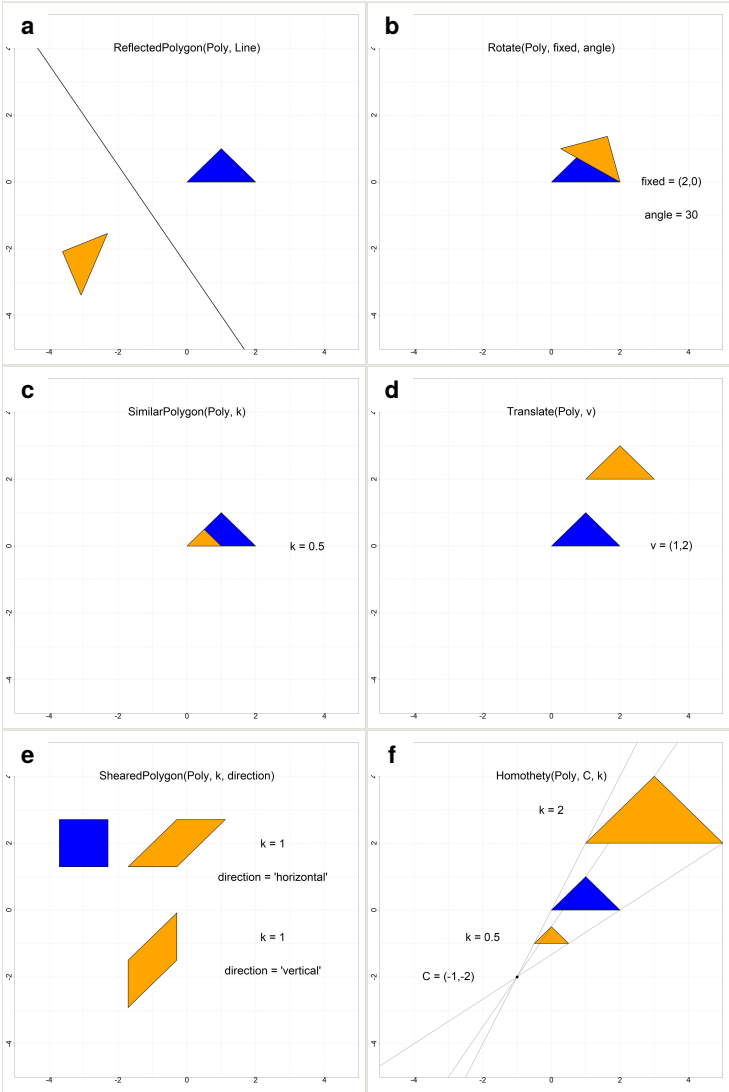 a
ReflectedPolygon(Poly, Line)
2
0
-2
-4
-4 -2 0 2 4
b
Rotate(Poly, fixed, angle)
fixed = (2,0)
angle = 30
2
0
-2
-4
-4 -2 0 2 4
c
SimilarPolygon(Poly, k)
k = 0.5
2
0
-2
-4
-4 -2 0 2 4
d
Translate(Poly, v)
v = (1,2)
2
0
-2
-4
-4 -2 0 2 4
e
ShearedPolygon(Poly, k, direction)
k = 1
direction = 'horizontal'
k = 1
direction = 'vertical'
2
0
-2
-4
-4 -2 0 2 4
f
Homothety(Poly, C, k)
k = 2
k = 0.5
C = (-1,-2)
2
0
-2
-4
-4 -2 0 2 4